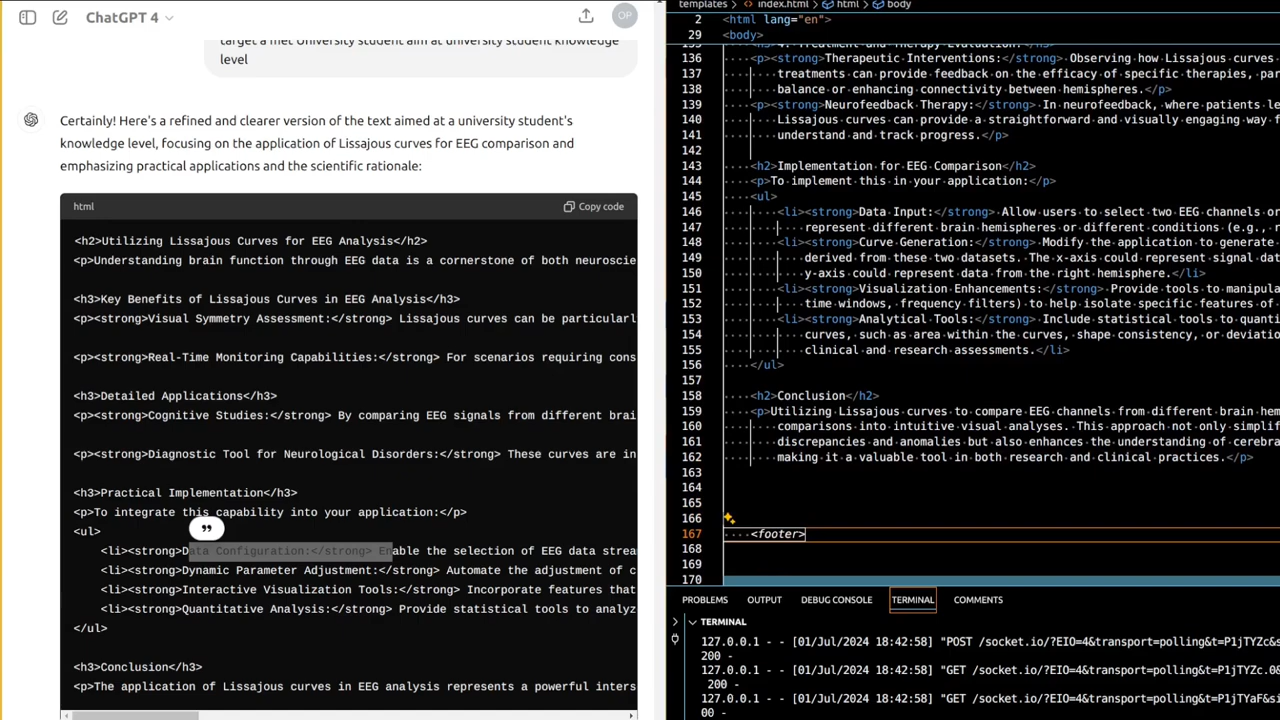 ChatGPT 4
OP
target a met University student aim at university student knowledge
level
Certainly! Here's a refined and clearer version of the text aimed at a university student's
knowledge level, focusing on the application of Lissajous curves for EEG comparison and
emphasizing practical applications and the scientific rationale:
html
Copy code
<h2>Utilizing Lissajous Curves for EEG Analysis</h2>
<p>Understanding brain function through EEG data is a cornerstone of both neuroscie
<h3>Key Benefits of Lissajous Curves in EEG Analysis</h3>
<p><strong>Visual Symmetry Assessment:</strong> Lissajous curves can be particularl
<p><strong>Real-Time Monitoring Capabilities:</strong> For scenarios requiring cons
<h3>Detailed Applications</h3>
<p><strong>Cognitive Studies:</strong> By comparing EEG signals from different brai
<p><strong>Diagnostic Tool for Neurological Disorders:</strong> These curves are in
<h3>Practical Implementation</h3>
<p>To integrate this capability into your application:</p>
<ul>
<li><strong>Data Configuration:</strong> Enable the selection of EEG data strea
<li><strong>Dynamic Parameter Adjustment:</strong> Automate the adjustment of c
<li><strong>Interactive Visualization Tools:</strong> Incorporate features that
<li><strong>Quantitative Analysis:</strong> Provide statistical tools to analyz
</ul>
<h3>Conclusion</h3>
<p>The application of Lissajous curves in EEG analysis represents a powerful inters
templates > <> index.html > html > body
2 <html lang="en">
29 <body>
135 <h3>4. Treatment and Therapy Evaluation:</h3>
136 <p><strong>Therapeutic Interventions:</strong> Observing how Lissajous curves
137 treatments can provide feedback on the efficacy of specific therapies, par
138 balance or enhancing connectivity between hemispheres.</p>
139 <p><strong>Neurofeedback Therapy:</strong> In neurofeedback, where patients le
140 Lissajous curves can provide a straightforward and visually engaging way f
141 understand and track progress.</p>
142
143 <h2>Implementation for EEG Comparison</h2>
144 <p>To implement this in your application:</p>
145 <ul>
146 <li><strong>Data Input:</strong> Allow users to select two EEG channels or
147 represent different brain hemispheres or different conditions (e.g., r
148 <li><strong>Curve Generation:</strong> Modify the application to generate
149 derived from these two datasets. The x-axis could represent signal dat
150 y-axis could represent data from the right hemisphere.</li>
151 <li><strong>Visualization Enhancements:</strong> Provide tools to manipula
152 time windows, frequency filters) to help isolate specific features of
153 <li><strong>Analytical Tools:</strong> Include statistical tools to quanti
154 curves, such as area within the curves, shape consistency, or deviatio
155 clinical and research assessments.</li>
156 </ul>
157
158 <h2>Conclusion</h2>
159 <p>Utilizing Lissajous curves to compare EEG channels from different brain hem
160 comparisons into intuitive visual analyses. This approach not only simplif
161 discrepancies and anomalies but also enhances the understanding of cerebra
162 making it a valuable tool in both research and clinical practices.</p>
163
164
165
166
167 <footer>
168
169
170
PROBLEMS OUTPUT DEBUG CONSOLE TERMINAL COMMENTS
TERMINAL
127.0.0.1 - - [01/Jul/2024 18:42:58] "POST /socket.io/?EIO=4&transport=polling&t=P1jTYZc&s
200 -
127.0.0.1 - - [01/Jul/2024 18:42:58] "GET /socket.io/?EIO=4&transport=polling&t=P1jTYZc.0&
200 -
127.0.0.1 - - [01/Jul/2024 18:42:58] "GET /socket.io/?EIO=4&transport=polling&t=P1jTYaF&si
00 -